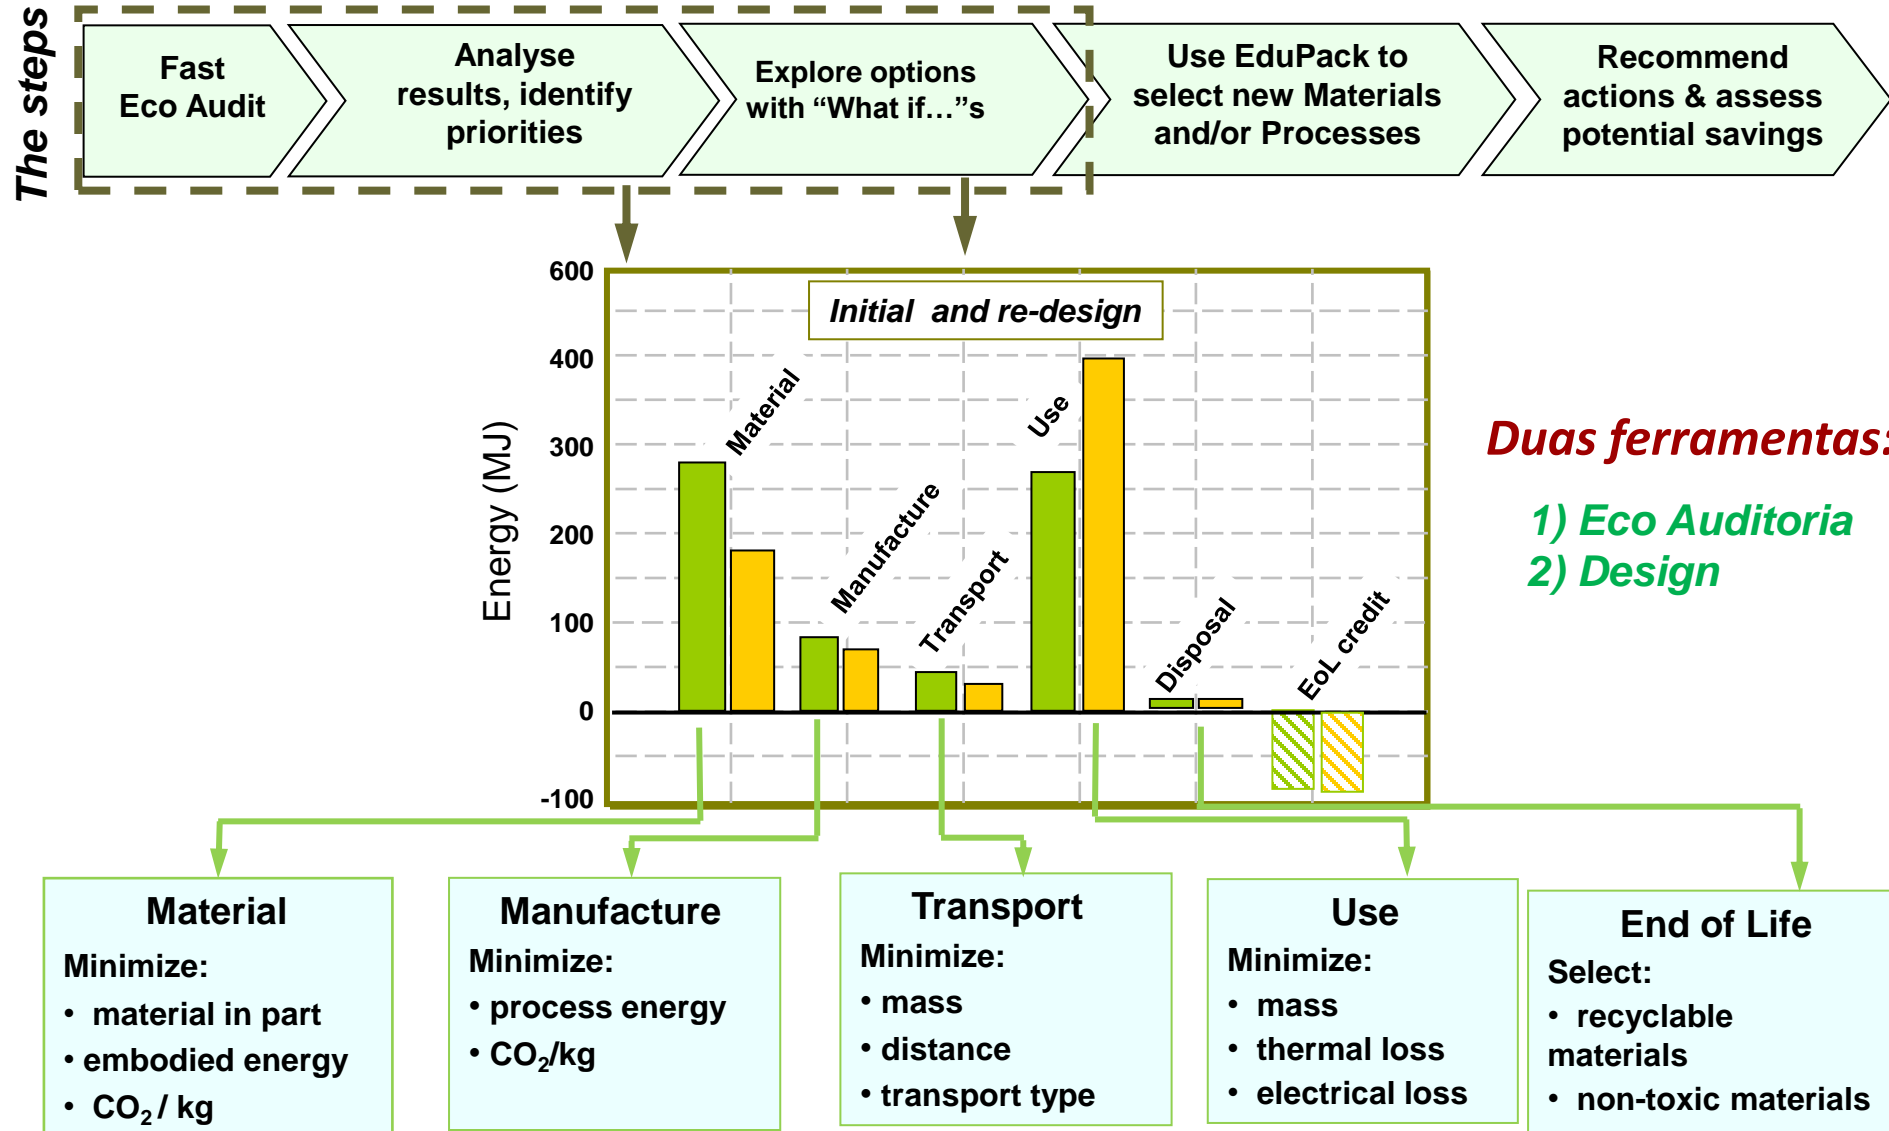 The steps
Fast
Eco Audit
Analyse
results, identify
priorities
Explore options
with “What if…”s
Use EduPack to
select new Materials
and/or Processes
Recommend
actions & assess
potential savings
Initial and re-design
Energy (MJ)
600
400
300
200
100
0
-100
Material
Manufacture
Transport
Use
Disposal
EoL credit
Duas ferramentas:
1) Eco Auditoria
2) Design
Material
Minimize:
• material in part
• embodied energy
• CO₂ / kg
Manufacture
Minimize:
• process energy
• CO₂/kg
Transport
Minimize:
• mass
• distance
• transport type
Use
Minimize:
• mass
• thermal loss
• electrical loss
End of Life
Select:
• recyclable
materials
• non-toxic materials